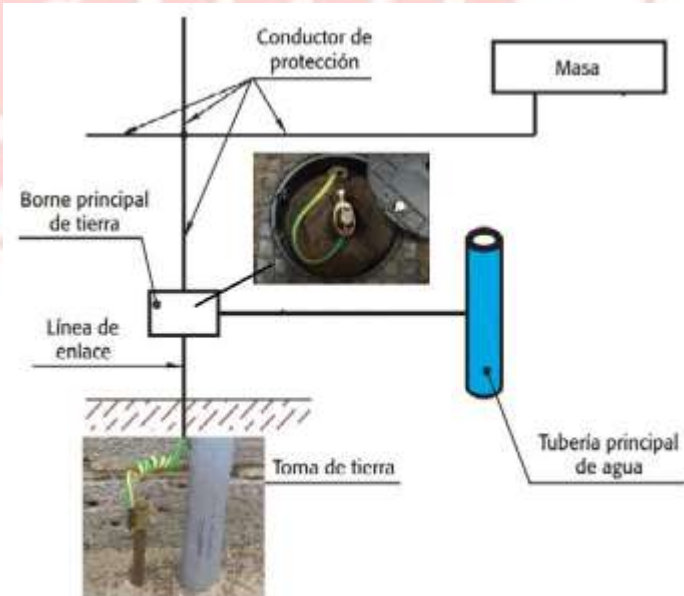 Conductor de
protección
Masa
Borne principal
de tierra
Línea de
enlace
Tubería principal
de agua
Toma de tierra